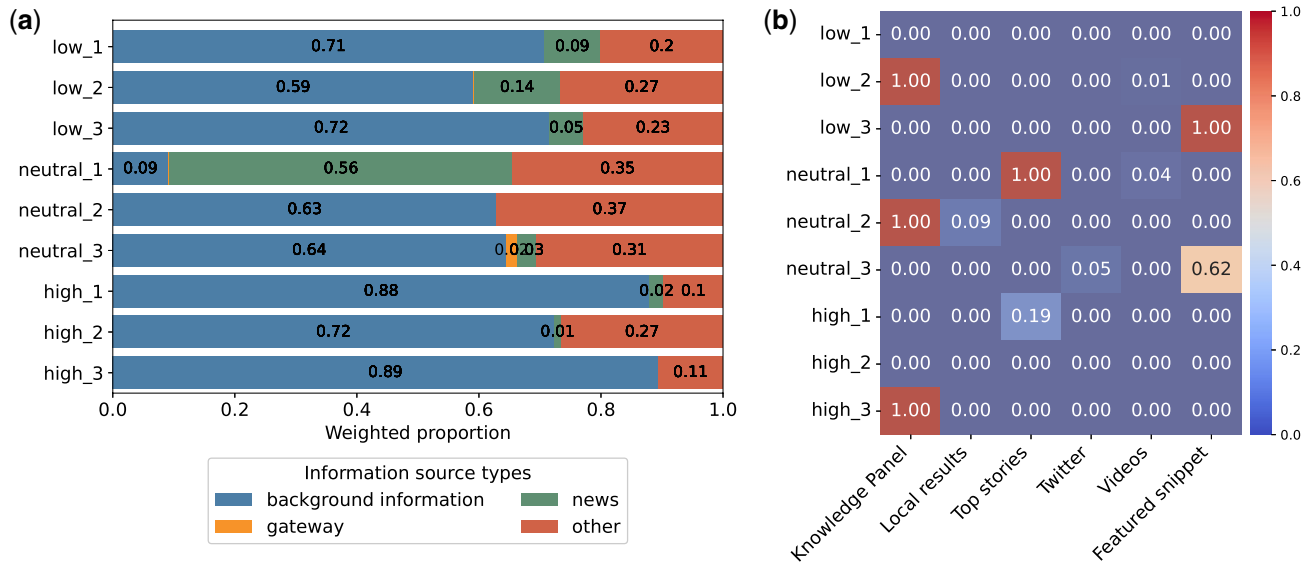 (a)
low_1 0.71 0.09 0.2
low_2 0.59 0.14 0.27
low_3 0.72 0.05 0.23
neutral_1 0.09 0.56 0.35
neutral_2 0.63 0.37
neutral_3 0.64 0.02 0.03 0.31
high_1 0.88 0.02 0.1
high_2 0.72 0.01 0.27
high_3 0.89 0.11
0.0 0.2 0.4 0.6 0.8 1.0
Weighted proportion
Information source types
background information news
gateway other
(b)
low_1 0.00 0.00 0.00 0.00 0.00 0.00
low_2 1.00 0.00 0.00 0.00 0.01 0.00
low_3 0.00 0.00 0.00 0.00 0.00 1.00
neutral_1 0.00 0.00 1.00 0.00 0.04 0.00
neutral_2 1.00 0.09 0.00 0.00 0.00 0.00
neutral_3 0.00 0.00 0.00 0.05 0.00 0.62
high_1 0.00 0.00 0.19 0.00 0.00 0.00
high_2 0.00 0.00 0.00 0.00 0.00 0.00
high_3 1.00 0.00 0.00 0.00 0.00 0.00
Knowledge Panel
Local results
Top stories
Twitter
Videos
Featured snippet
1.0
0.8
0.6
0.4
0.2
0.0